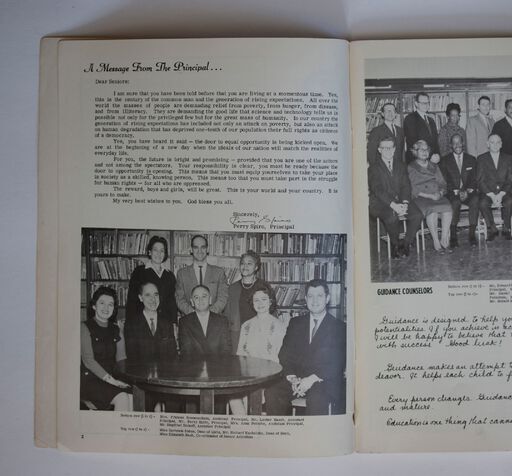 A Message From The Principal . . .
Dear Seniors:
I am sure that you have been told before that you are living at a momentous time. Yes,
this is the century of the common man and the generation of rising expectations. All over the
world the masses of people are demanding relief from poverty, from hunger, from disease,
and from illiteracy. They are demanding the good life that science and technology tells us is
possible not only for the privileged few but for the great mass of humanity. In our country the
generation of rising expectations has included not only an attack on poverty, but also an attack
on human degradation that has deprived one-tenth of our population their full rights as citizens
of a democracy.
Yes, you have heard it said - the door to equal opportunity is being kicked open. We
are at the beginning of a new day when the ideals of our nation will match the realities of
everyday life.
For you, the future is bright and promising - provided that you are one of the actors
and not among the spectators. Your responsibility is clear, you must be ready because the
door to opportunity is opening. This means that you must equip yourselves to take your place
in society as a skilled, knowing person. This means too that you must take part in the struggle
for human rights - for all who are oppressed.
The reward, boys and girls, will be great. This is your world and your country. It is
yours to make.
My very best wishes to you. God bless you all.
Sincerely,
Perry Spiro
Perry Spiro, Principal
Bottom row (l to r)-
Top row (l to r)-
2
Bottom row (l to r)-
Top row (l to r)-
GUIDANCE COUNSELORS
Guidance is designed to help yo
potentialities. If you achieve in
will be happy to believe that
with success Good Luck!
Guidance makes an attempt t
deavor. It helps each child to f
Every person changes. Guidanc
and mature.
Education is one thing that canno